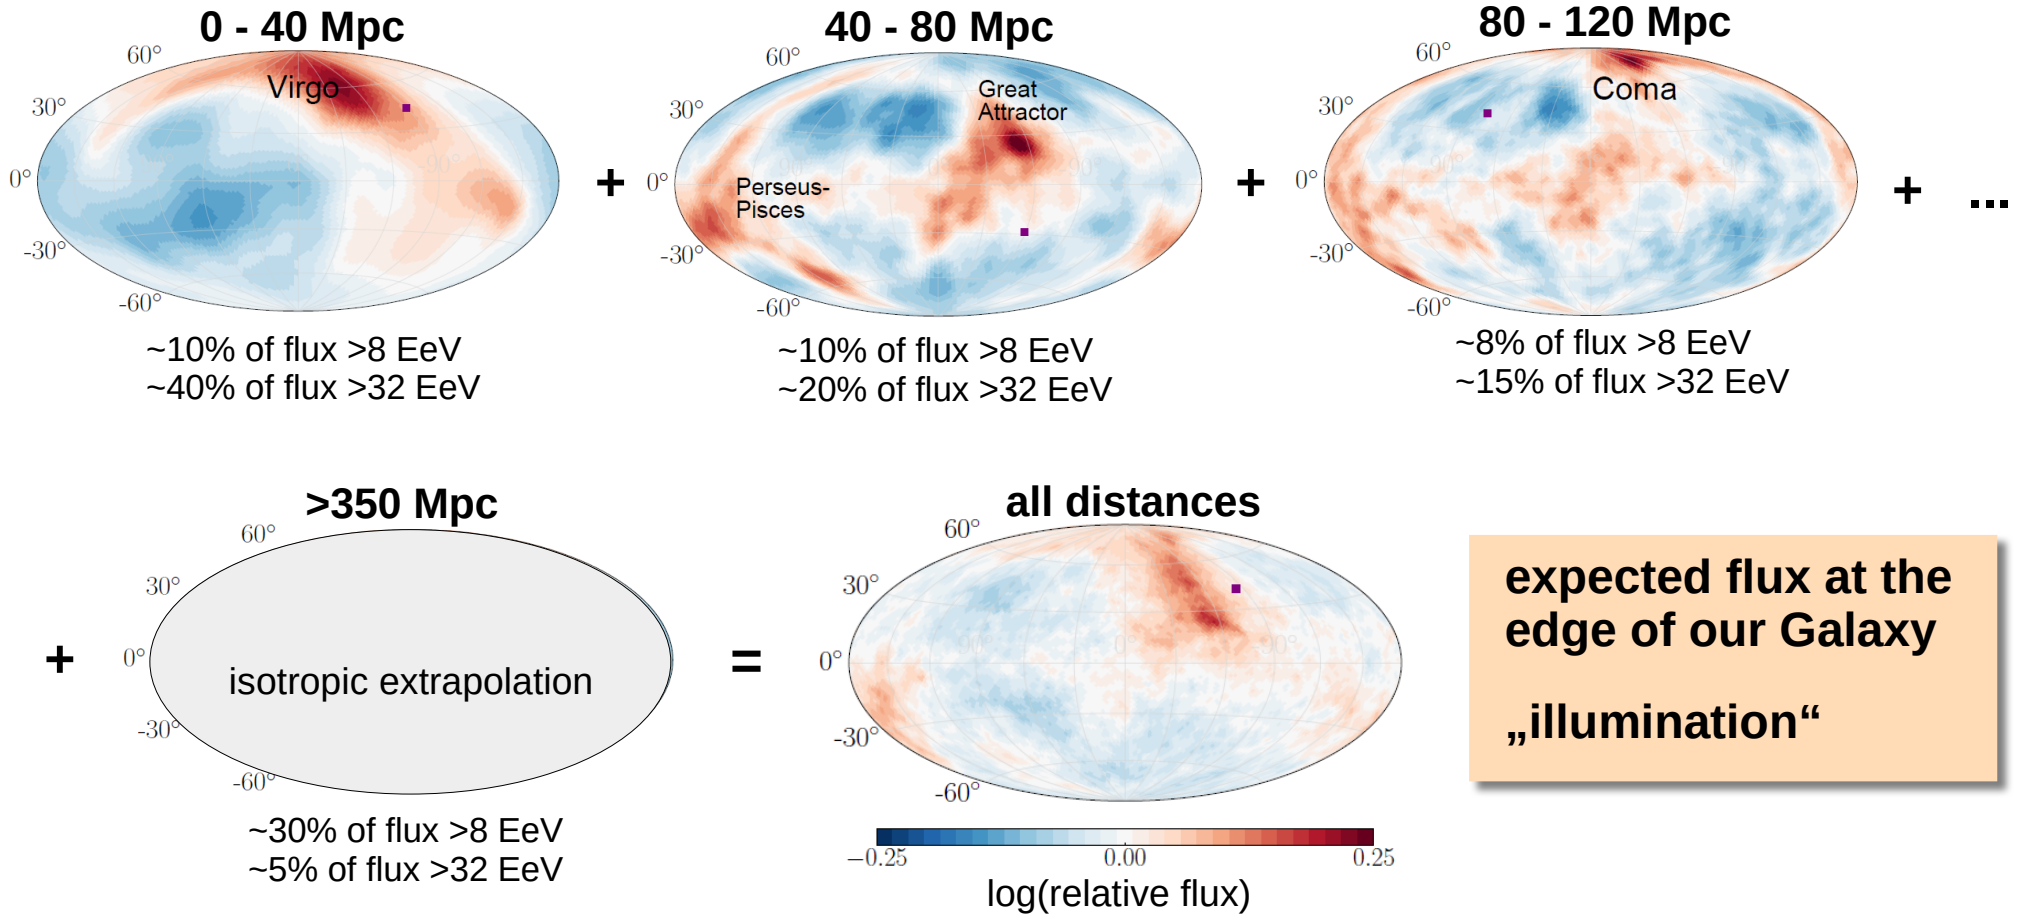 0 - 40 Mpc
60°
30°
0°
-30°
-60°
Virgo
90°
~10% of flux >8 EeV
~40% of flux >32 EeV
+
40 - 80 Mpc
60°
30°
0°
-30°
-60°
Great
Attractor
Perseus-
Pisces
90°
~10% of flux >8 EeV
~20% of flux >32 EeV
+
80 - 120 Mpc
60°
30°
0°
-30°
-60°
Coma
~8% of flux >8 EeV
~15% of flux >32 EeV
+ ...
+
>350 Mpc
60°
30°
0°
-30°
-60°
isotropic extrapolation
~30% of flux >8 EeV
~5% of flux >32 EeV
=
all distances
60°
30°
0°
-30°
-60°
90° 0° 90°
−0.25 0.00 0.25
log(relative flux)
expected flux at the
edge of our Galaxy
„illumination“